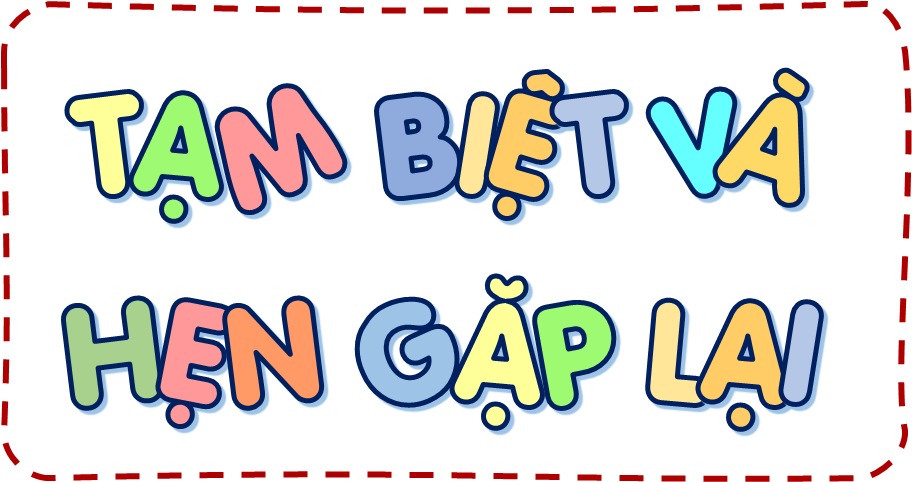 TẠM BIỆT VÀ
HẸN GẶP LẠI